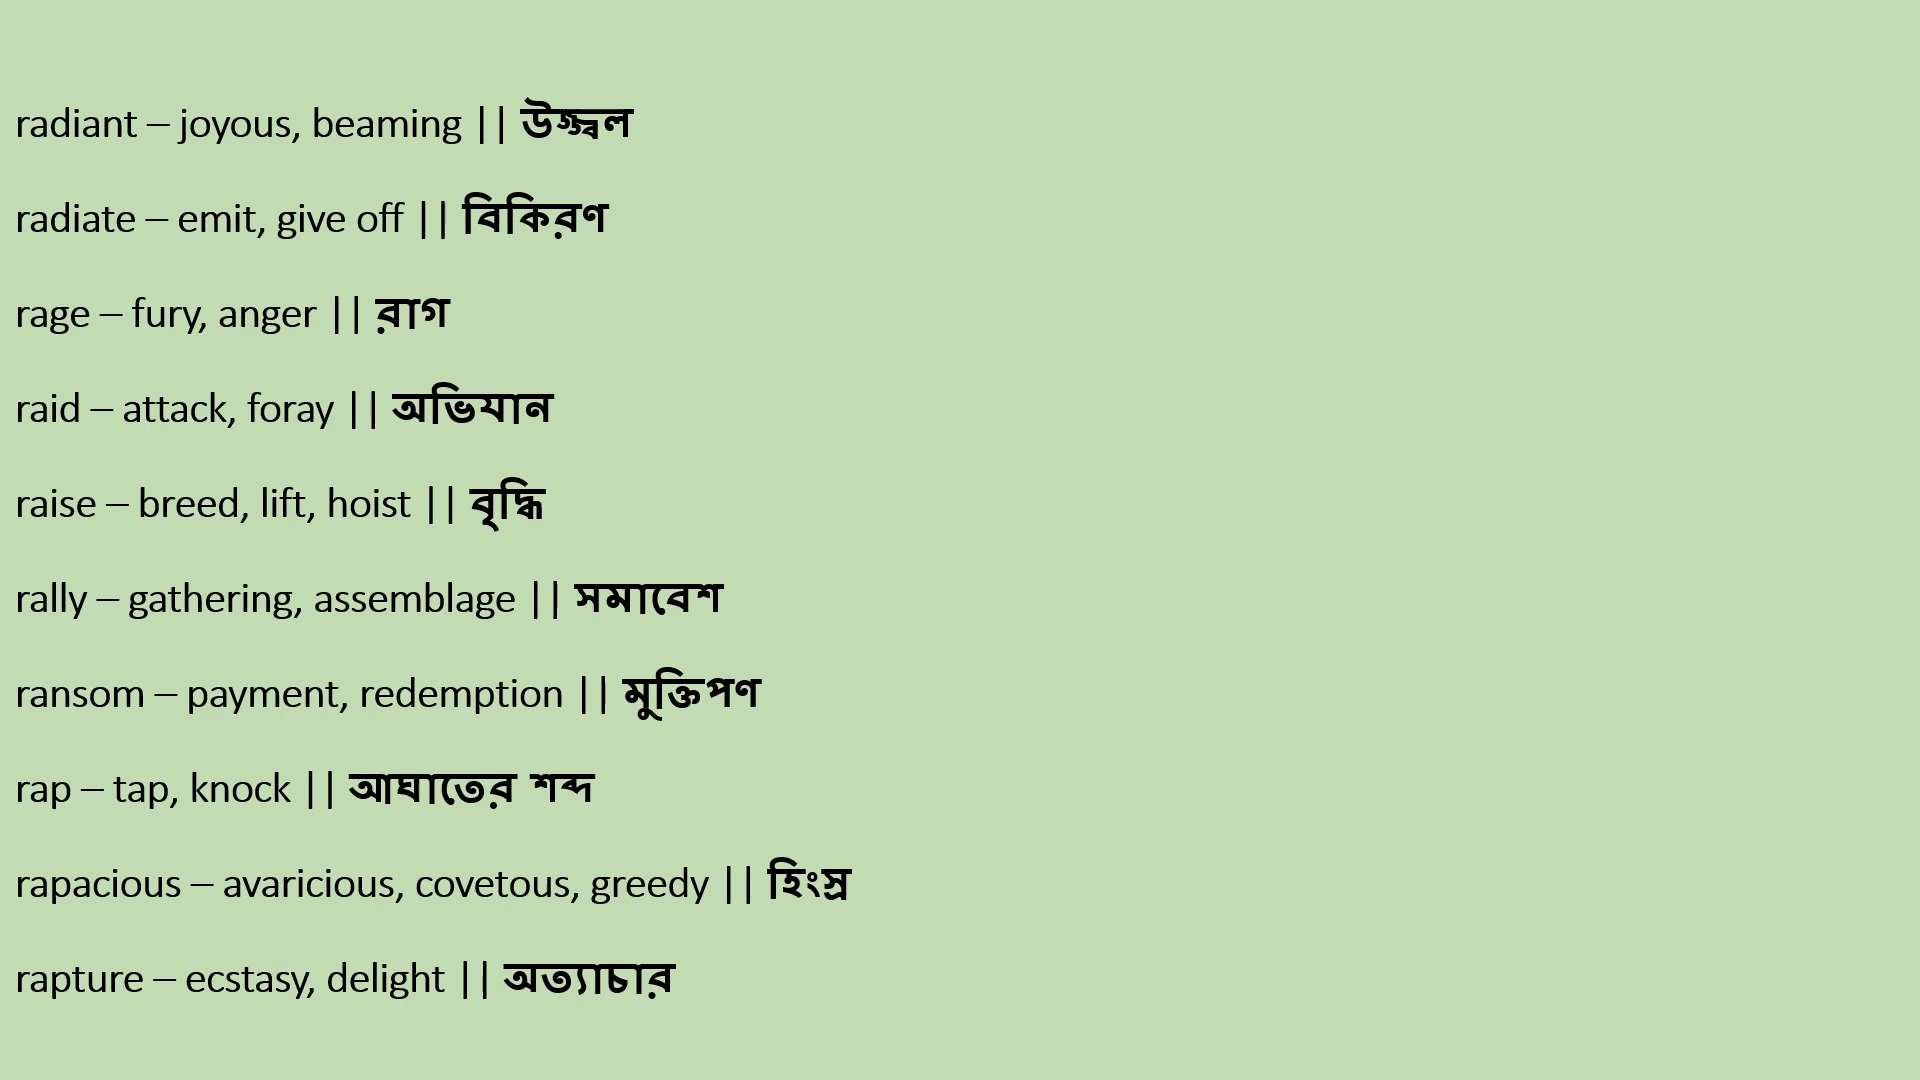 radiant – joyous, beaming || উজ্জ্বল
radiate – emit, give off || বিকিরণ
rage – fury, anger || রাগ
raid – attack, foray || অভিযান
raise – breed, lift, hoist || বৃদ্ধি
rally – gathering, assemblage || সমাবেশ
ransom – payment, redemption || মুক্তিপণ
rap – tap, knock || আঘাতের শব্দ
rapacious – avaricious, covetous, greedy || হিংস্র
rapture – ecstasy, delight || অত্যাচার